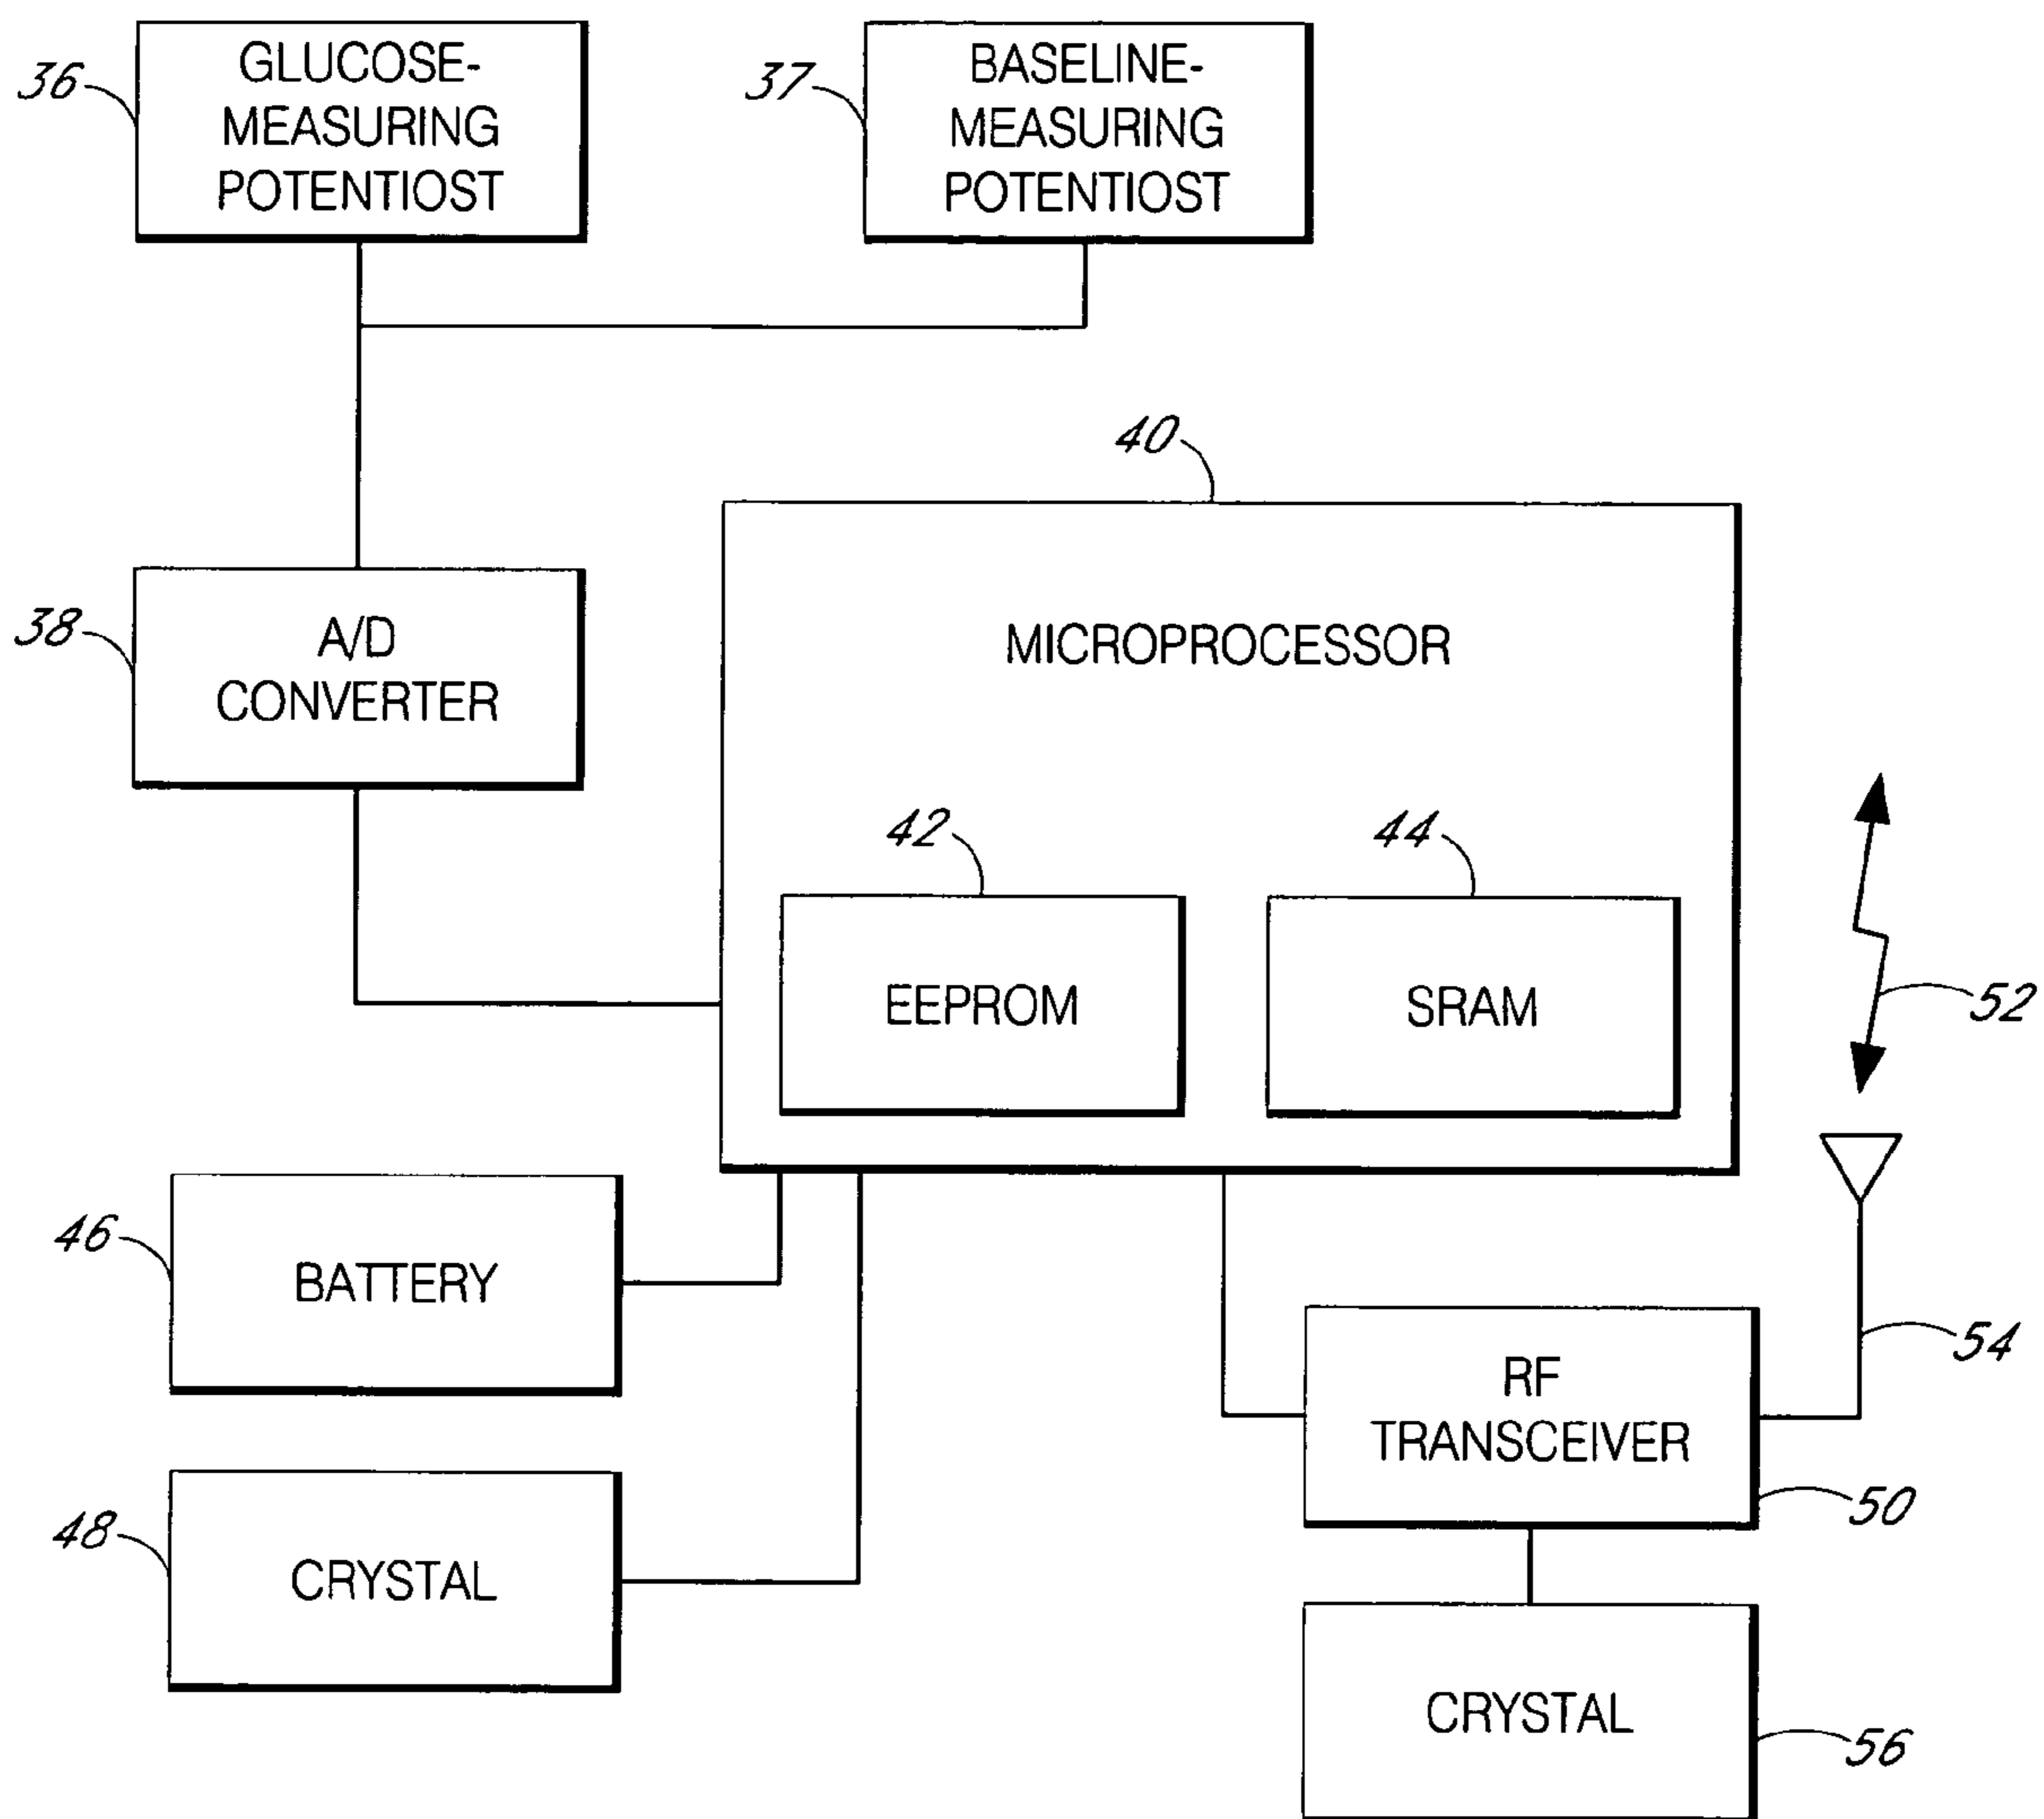 36
GLUCOSE-
MEASURING
POTENTIOST
37
BASELINE-
MEASURING
POTENTIOST
40
38
A/D
CONVERTER
MICROPROCESSOR
42
44
EEPROM
SRAM
52
46
BATTERY
54
RF
TRANSCEIVER
50
48
CRYSTAL
CRYSTAL
56